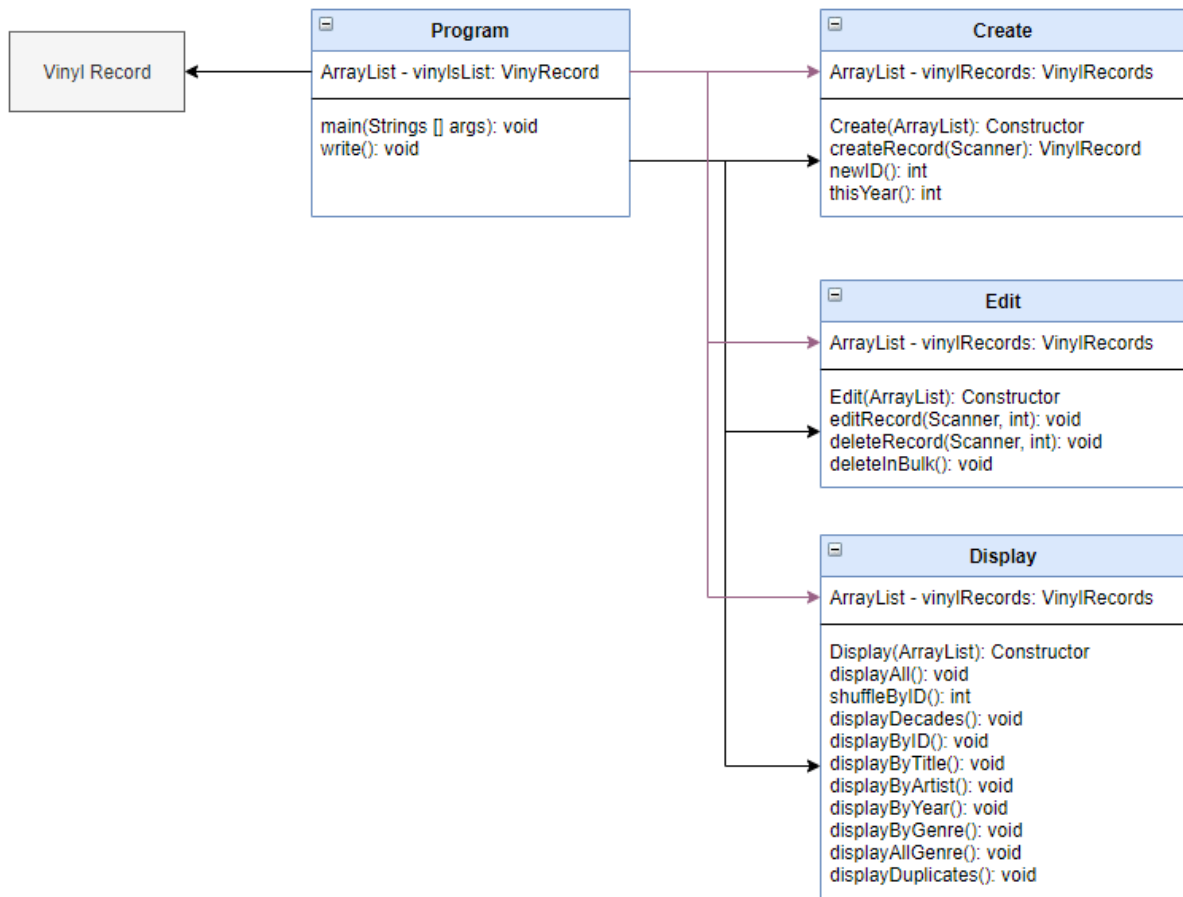 Vinyl Record
Program
ArrayList - vinylsList: VinyRecord
main(Strings [] args): void
write(): void
Create
ArrayList - vinylRecords: VinylRecords
Create(ArrayList): Constructor
createRecord(Scanner): VinylRecord
newID(): int
thisYear(): int
Edit
ArrayList - vinylRecords: VinylRecords
Edit(ArrayList): Constructor
editRecord(Scanner, int): void
deleteRecord(Scanner, int): void
deleteInBulk(): void
Display
ArrayList - vinylRecords: VinylRecords
Display(ArrayList): Constructor
displayAll(): void
shuffleByID(): int
displayDecades(): void
displayByID(): void
displayByTitle(): void
displayByArtist(): void
displayByYear(): void
displayByGenre(): void
displayAllGenre(): void
displayDuplicates(): void